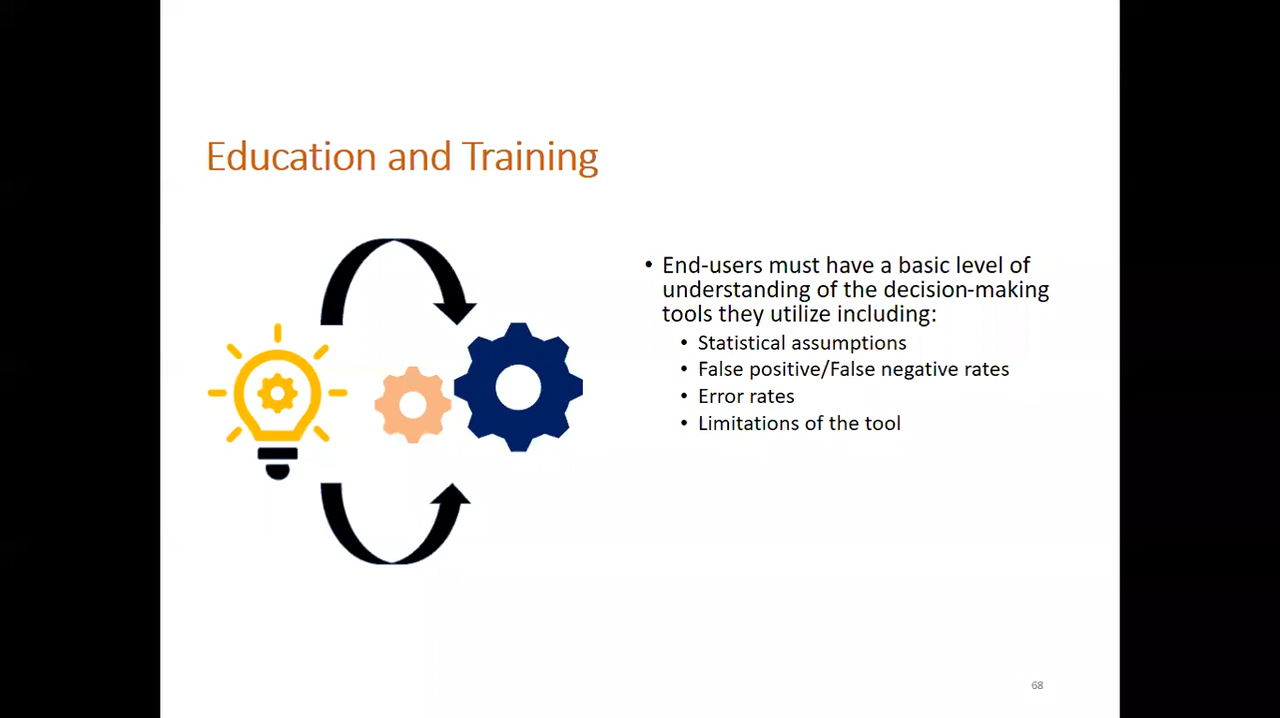 Education and Training
• End-users must have a basic level of
understanding of the decision-making
tools they utilize including:
• Statistical assumptions
• False positive/False negative rates
• Error rates
• Limitations of the tool
68